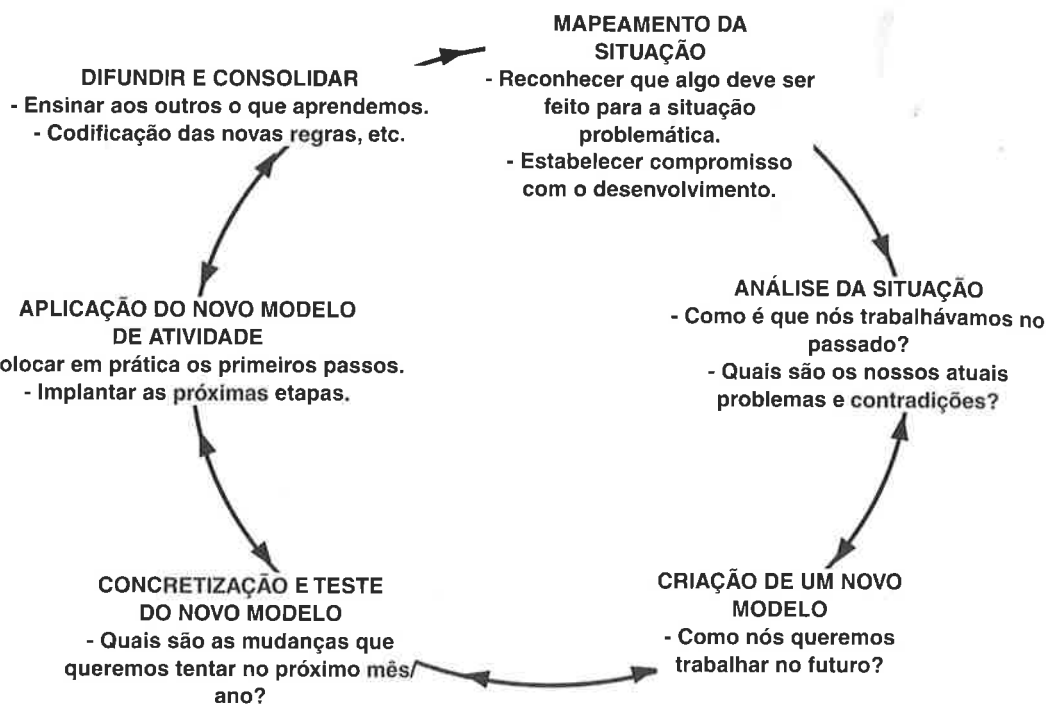 MAPEAMENTO DA
SITUAÇÃO
- Reconhecer que algo deve ser
feito para a situação
problemática.
- Estabelecer compromisso
com o desenvolvimento.
ANÁLISE DA SITUAÇÃO
- Como é que nós trabalhávamos no
passado?
- Quais são os nossos atuais
problemas e contradições?
CRIAÇÃO DE UM NOVO
MODELO
- Como nós queremos
trabalhar no futuro?
CONCRETIZAÇÃO E TESTE
DO NOVO MODELO
- Quais são as mudanças que
queremos tentar no próximo mês/
ano?
APLICAÇÃO DO NOVO MODELO
DE ATIVIDADE
olocar em prática os primeiros passos.
- Implantar as próximas etapas.
DIFUNDIR E CONSOLIDAR
- Ensinar aos outros o que aprendemos.
- Codificação das novas regras, etc.